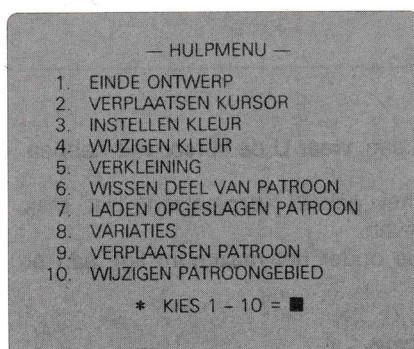 — HULPMENU —
1. EINDE ONTWERP
2. VERPLAATSEN KURSOR
3. INSTELLEN KLEUR
4. WIJZIGEN KLEUR
5. VERKLEINING
6. WISSEN DEEL VAN PATROON
7. LADEN OPGESLAGEN PATROON
8. VARIATIES
9. VERPLAATSEN PATROON
10. WIJZIGEN PATROONGEBIED
* KIES 1 – 10 = ■